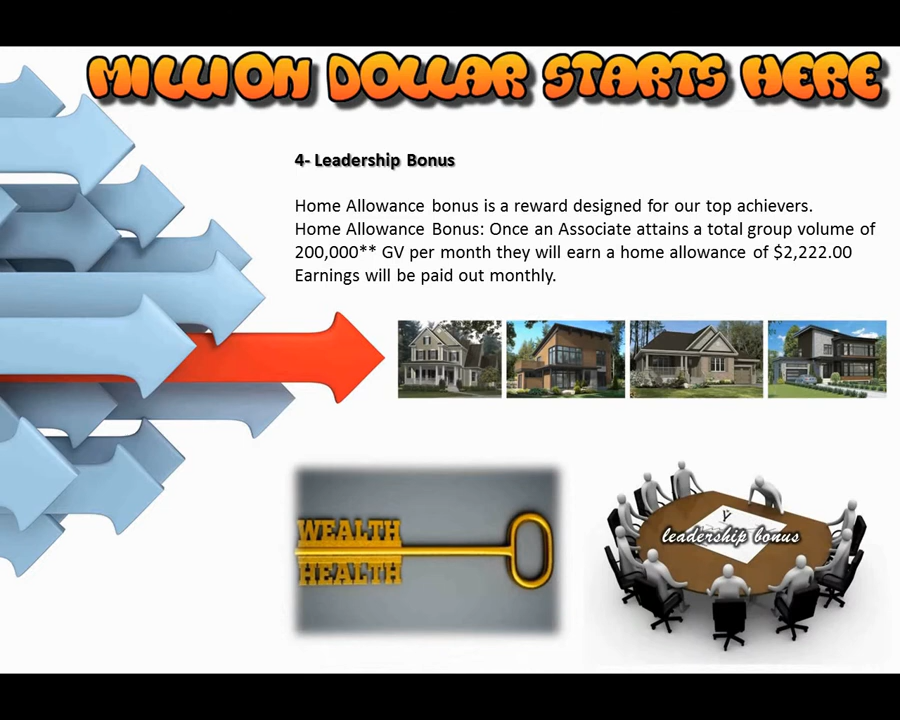 MILLION DOLLAR STARTS HERE
4- Leadership Bonus
Home Allowance bonus is a reward designed for our top achievers.
Home Allowance Bonus: Once an Associate attains a total group volume of
200,000** GV per month they will earn a home allowance of $2,222.00
Earnings will be paid out monthly.
WEALTH
HEALTH
leadership bonus